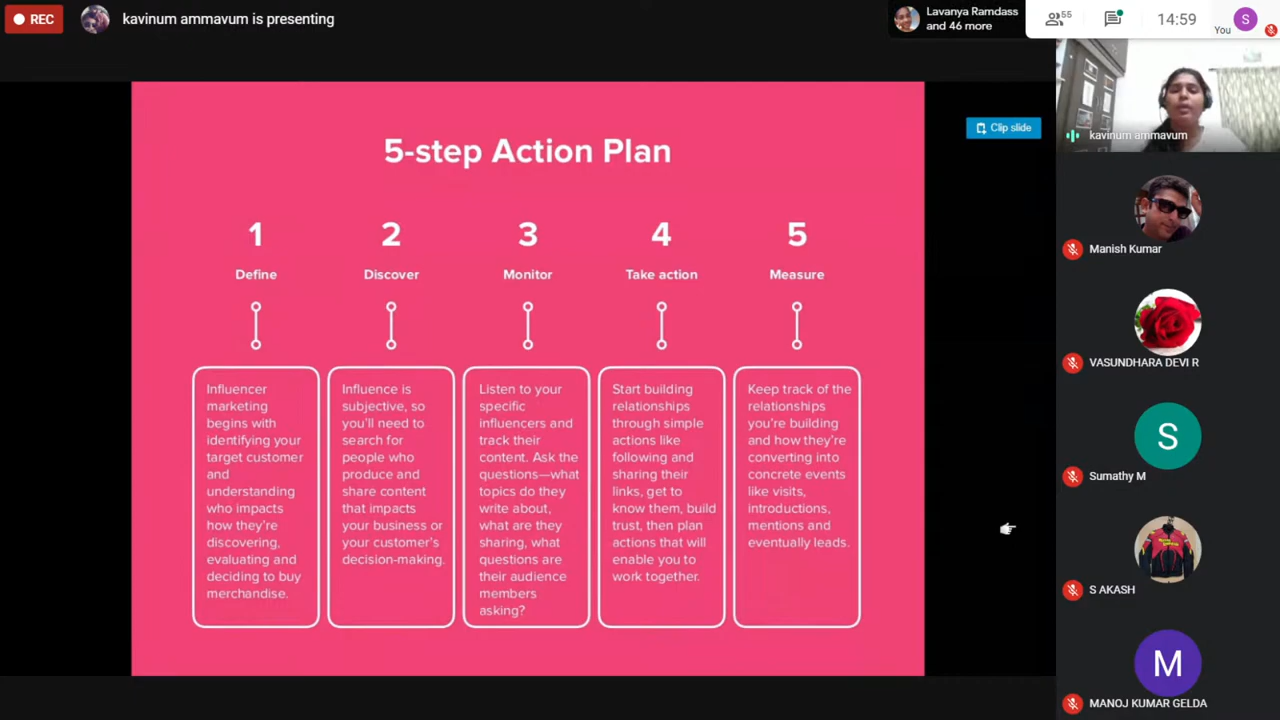 REC
kavinum ammavum is presenting
Lavanya Ramdass
and 46 more
55
14:59
You
S
Clip slide
kavinum ammavum
5-step Action Plan
1
Define
Influencer
marketing
begins with
identifying your
target customer
and
understanding
who impacts
how they're
discovering,
evaluating and
deciding to buy
merchandise.
2
Discover
Influence is
subjective, so
you'll need to
search for
people who
produce and
share content
that impacts
your business or
your customer's
decision-making.
3
Monitor
Listen to your
specific
influencers and
track their
content. Ask the
questions—what
topics do they
write about,
what are they
sharing, what
questions are
their audience
members
asking?
4
Take action
Start building
relationships
through simple
actions like
following and
sharing their
links, get to
know them, build
trust, then plan
actions that will
enable you to
work together.
5
Measure
Keep track of the
relationships
you're building
and how they're
converting into
concrete events
like visits,
introductions,
mentions and
eventually leads.
Manish Kumar
VASUNDHARA DEVI R
S
Sumathy M
S AKASH
M
MANOJ KUMAR GELDA